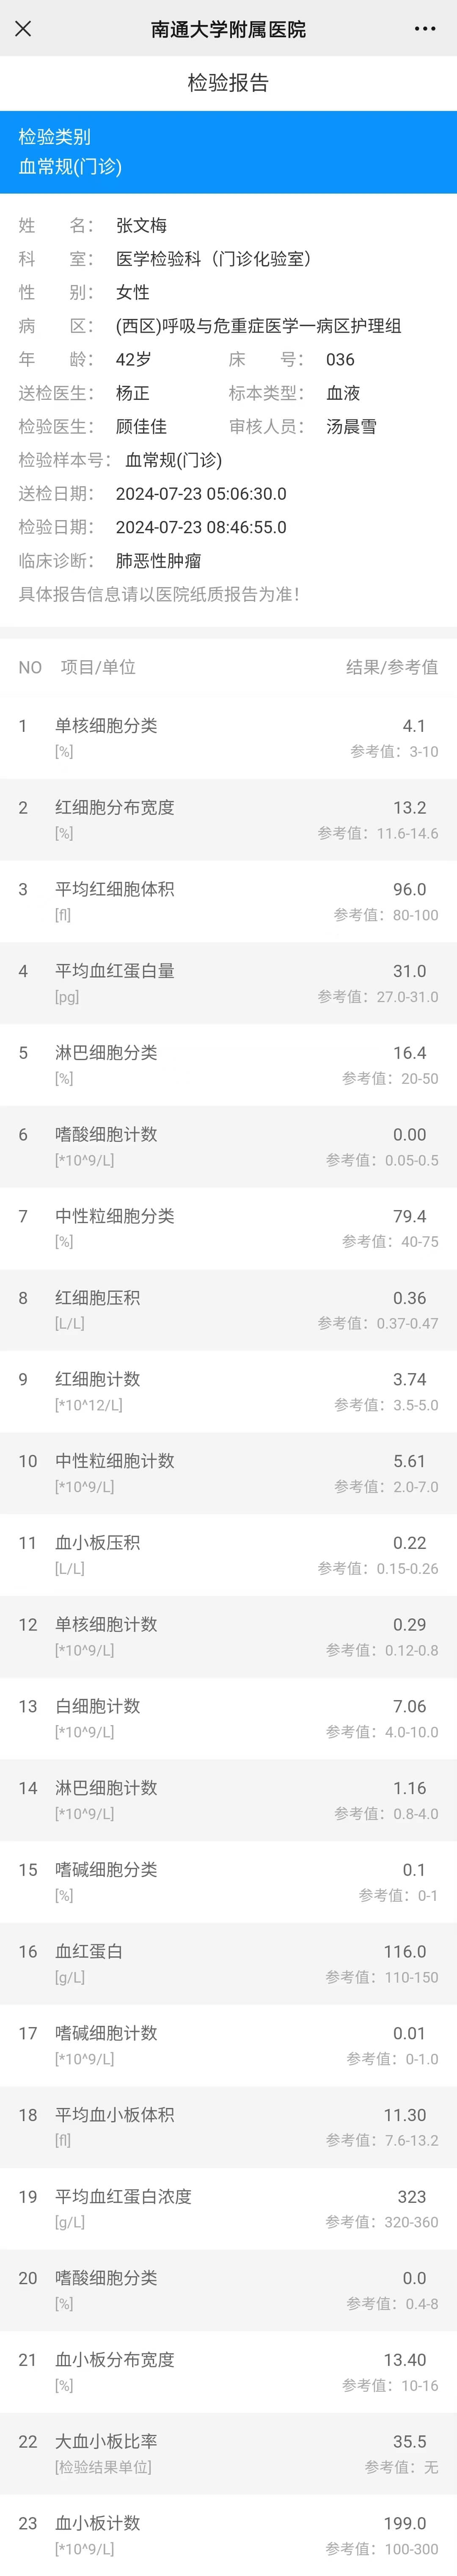 南通大学附属医院
检验报告
检验类别
血常规(门诊)
姓 名： 张文梅
科 室： 医学检验科（门诊化验室）
性 别： 女性
病 区： (西区)呼吸与危重症医学一病区护理组
年 龄： 42岁 床 号： 036
送检医生： 杨正 标本类型： 血液
检验医生： 顾佳佳 审核人员： 汤晨雪
检验样本号： 血常规(门诊)
送检日期： 2024-07-23 05:06:30.0
检验日期： 2024-07-23 08:46:55.0
临床诊断： 肺恶性肿瘤
具体报告信息请以医院纸质报告为准！
NO 项目/单位 结果/参考值
1 单核细胞分类 4.1
[%] 参考值：3-10
2 红细胞分布宽度 13.2
[%] 参考值：11.6-14.6
3 平均红细胞体积 96.0
[fl] 参考值：80-100
4 平均血红蛋白量 31.0
[pg] 参考值：27.0-31.0
5 淋巴细胞分类 16.4
[%] 参考值：20-50
6 嗜酸细胞计数 0.00
[*10^9/L] 参考值：0.05-0.5
7 中性粒细胞分类 79.4
[%] 参考值：40-75
8 红细胞压积 0.36
[L/L] 参考值：0.37-0.47
9 红细胞计数 3.74
[*10^12/L] 参考值：3.5-5.0
10 中性粒细胞计数 5.61
[*10^9/L] 参考值：2.0-7.0
11 血小板压积 0.22
[L/L] 参考值：0.15-0.26
12 单核细胞计数 0.29
[*10^9/L] 参考值：0.12-0.8
13 白细胞计数 7.06
[*10^9/L] 参考值：4.0-10.0
14 淋巴细胞计数 1.16
[*10^9/L] 参考值：0.8-4.0
15 嗜碱细胞分类 0.1
[%] 参考值：0-1
16 血红蛋白 116.0
[g/L] 参考值：110-150
17 嗜碱细胞计数 0.01
[*10^9/L] 参考值：0-1.0
18 平均血小板体积 11.30
[fl] 参考值：7.6-13.2
19 平均血红蛋白浓度 323
[g/L] 参考值：320-360
20 嗜酸细胞分类 0.0
[%] 参考值：0.4-8
21 血小板分布宽度 13.40
[%] 参考值：10-16
22 大血小板比率 35.5
[检验结果单位] 参考值：无
23 血小板计数 199.0
[*10^9/L] 参考值：100-300